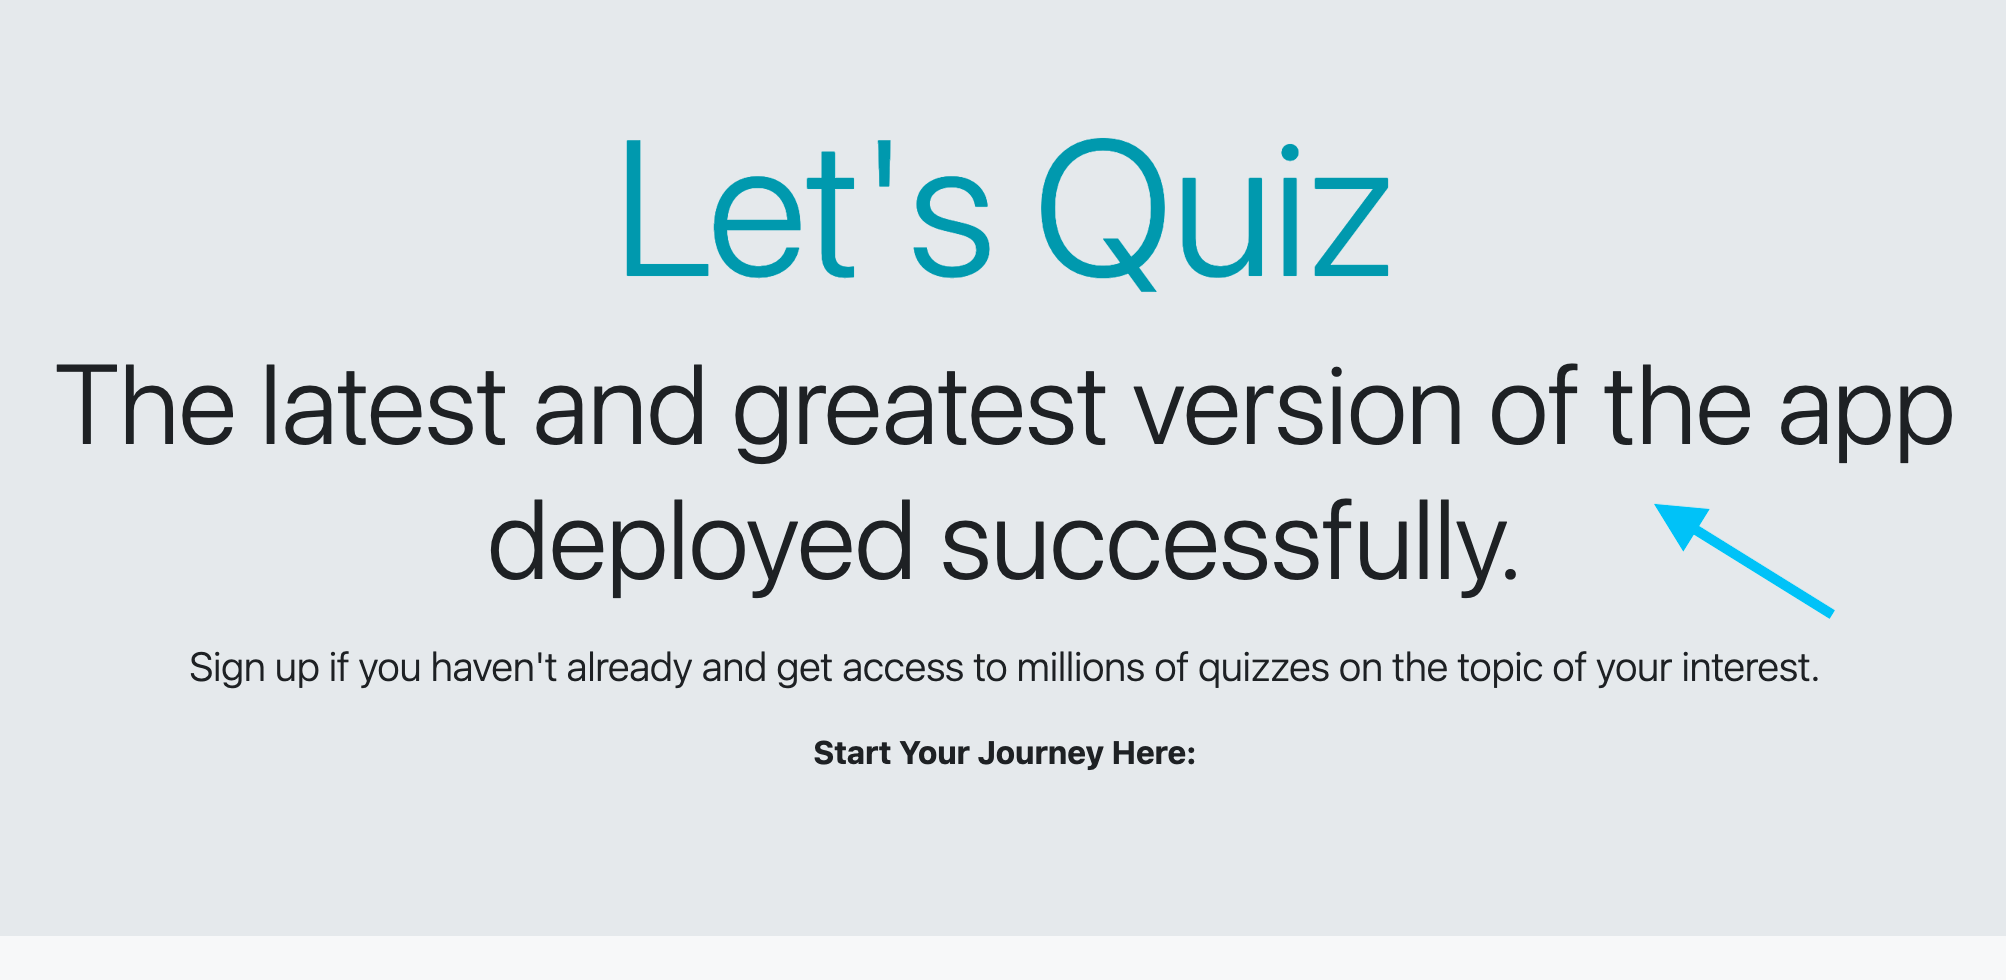 Let's Quiz
The latest and greatest version of the app
deployed successfully.
Sign up if you haven't already and get access to millions of quizzes on the topic of your interest.
Start Your Journey Here: